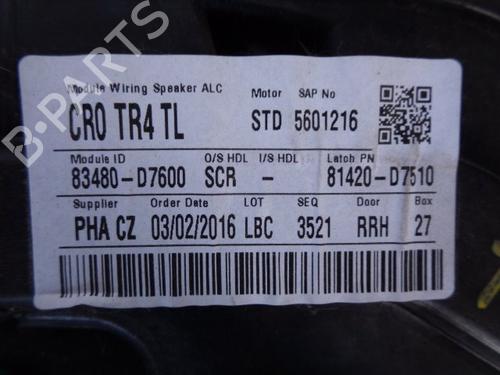 Module Wiring Speaker ALC Motor SAP No
CRO TR4 TL STD 5601216
Module ID O/S HDL I/S HDL Latch PN
83480-D7600 SCR - 81420-D7510
Supplier Order Date LOT SEQ Door Box
PHA CZ 03/02/2016 LBC 3521 RRH 27
B-PARTS